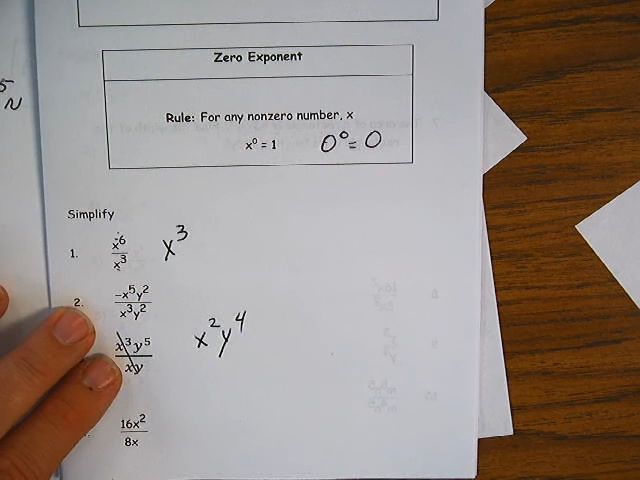 5
N
Zero Exponent
Rule: For any nonzero number, x
x⁰ = 1 0⁰ = 0
Simplify
1. x⁶/x³ x³
2. -x⁵y²/x³y²
x³y⁵/xy x²y⁴
16x²/8x